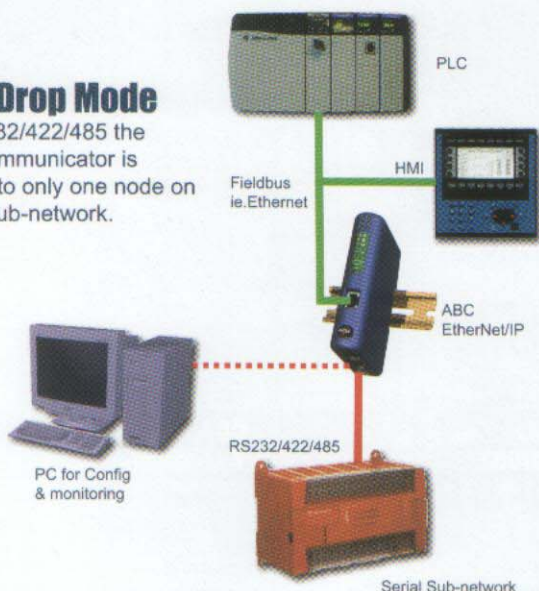 Drop Mode
32/422/485 the
mmunicator is
to only one node on
ub-network.
PLC
HMI
Fieldbus
ie.Ethernet
ABC
EtherNet/IP
RS232/422/485
PC for Config
& monitoring
Serial Sub-network